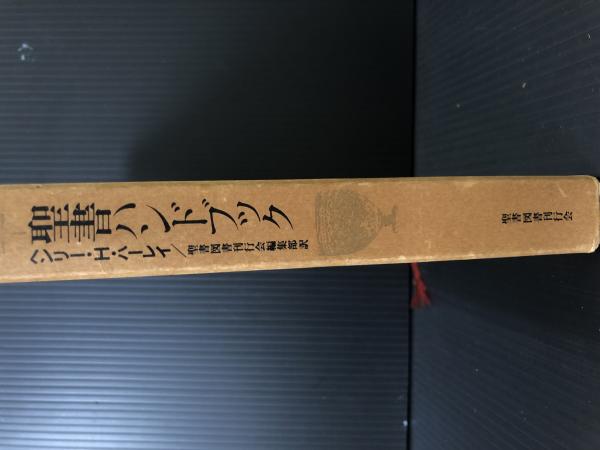 聖書ハンドブック
ヘンリー・H・ハーレイ／聖書図書刊行会編集部訳
聖書図書刊行会